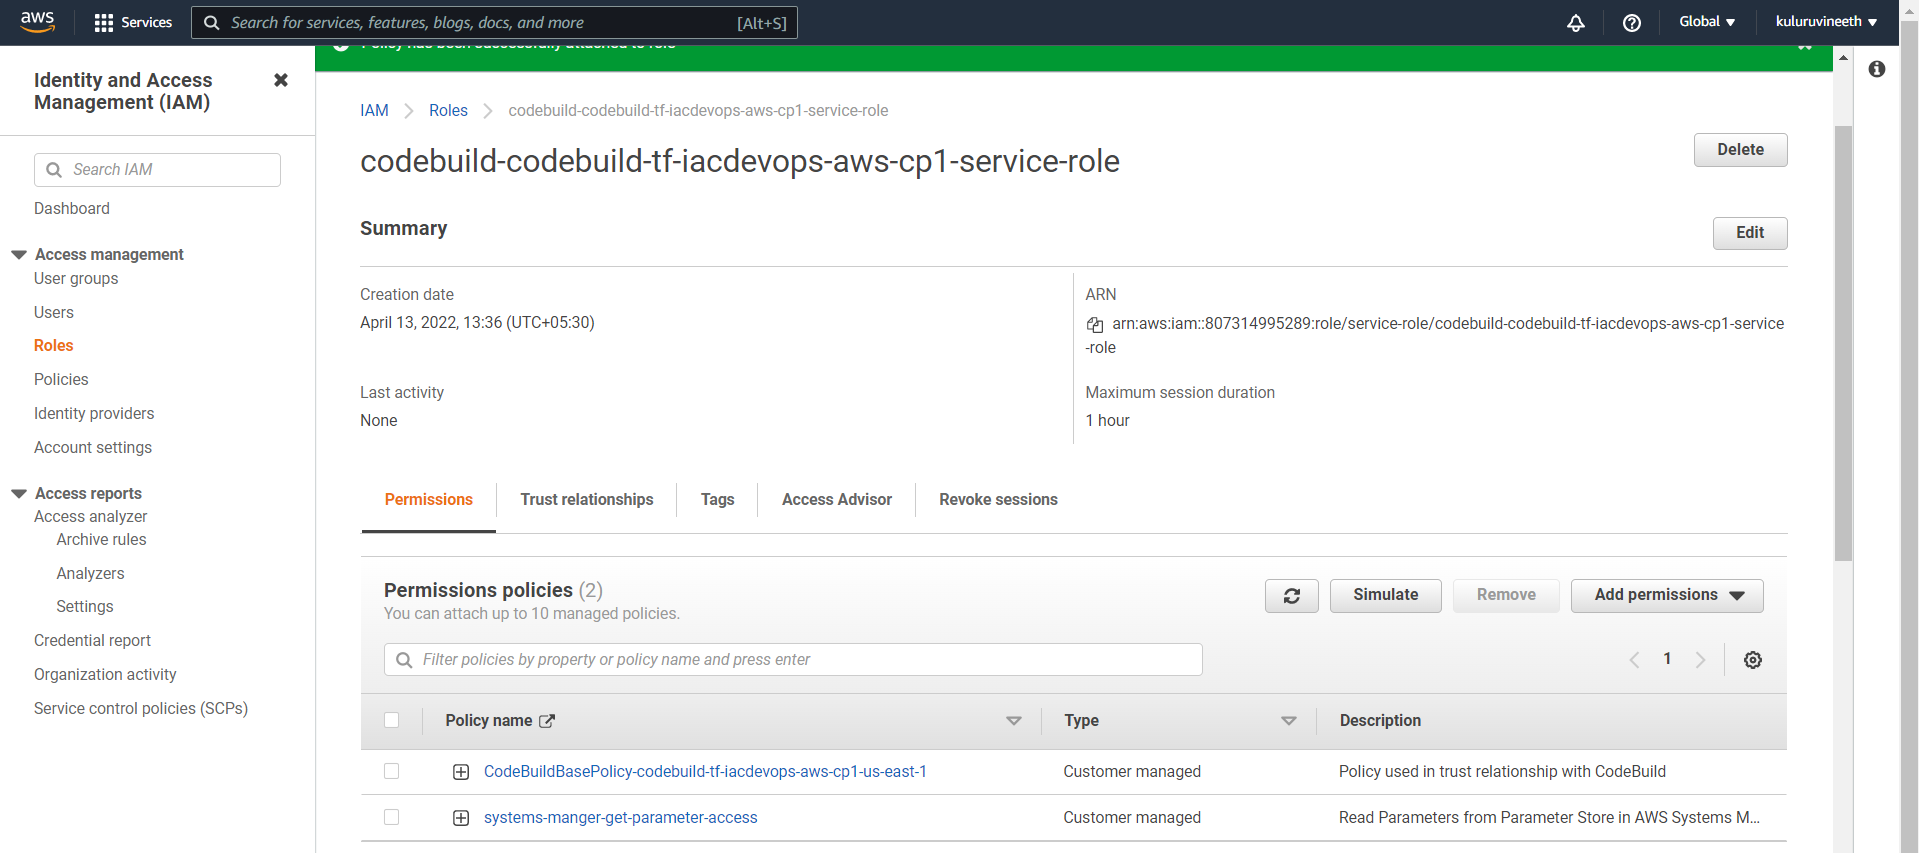 aws
Services
Search for services, features, blogs, docs, and more
[Alt+S]
Global
kuluruvineeth
Policy has been successfully attached to role
Identity and Access
Management (IAM)
Search IAM
Dashboard
Access management
User groups
Users
Roles
Policies
Identity providers
Account settings
Access reports
Access analyzer
Archive rules
Analyzers
Settings
Credential report
Organization activity
Service control policies (SCPs)
IAM
Roles
codebuild-codebuild-tf-iacdevops-aws-cp1-service-role
codebuild-codebuild-tf-iacdevops-aws-cp1-service-role
Delete
Summary
Edit
Creation date
April 13, 2022, 13:36 (UTC+05:30)
ARN
arn:aws:iam::807314995289:role/service-role/codebuild-codebuild-tf-iacdevops-aws-cp1-service
-role
Last activity
None
Maximum session duration
1 hour
Permissions
Trust relationships
Tags
Access Advisor
Revoke sessions
Permissions policies (2)
You can attach up to 10 managed policies.
Simulate
Remove
Add permissions
Filter policies by property or policy name and press enter
1
Policy name
Type
Description
CodeBuildBasePolicy-codebuild-tf-iacdevops-aws-cp1-us-east-1
Customer managed
Policy used in trust relationship with CodeBuild
systems-manger-get-parameter-access
Customer managed
Read Parameters from Parameter Store in AWS Systems M...